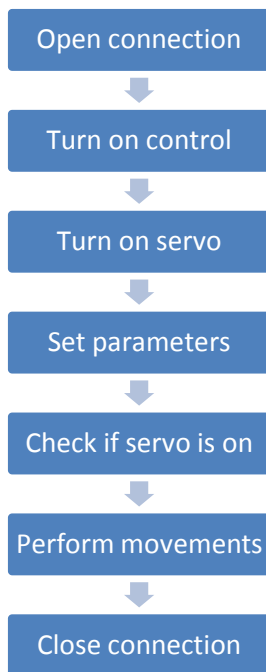 Open connection
Turn on control
Turn on servo
Set parameters
Check if servo is on
Perform movements
Close connection